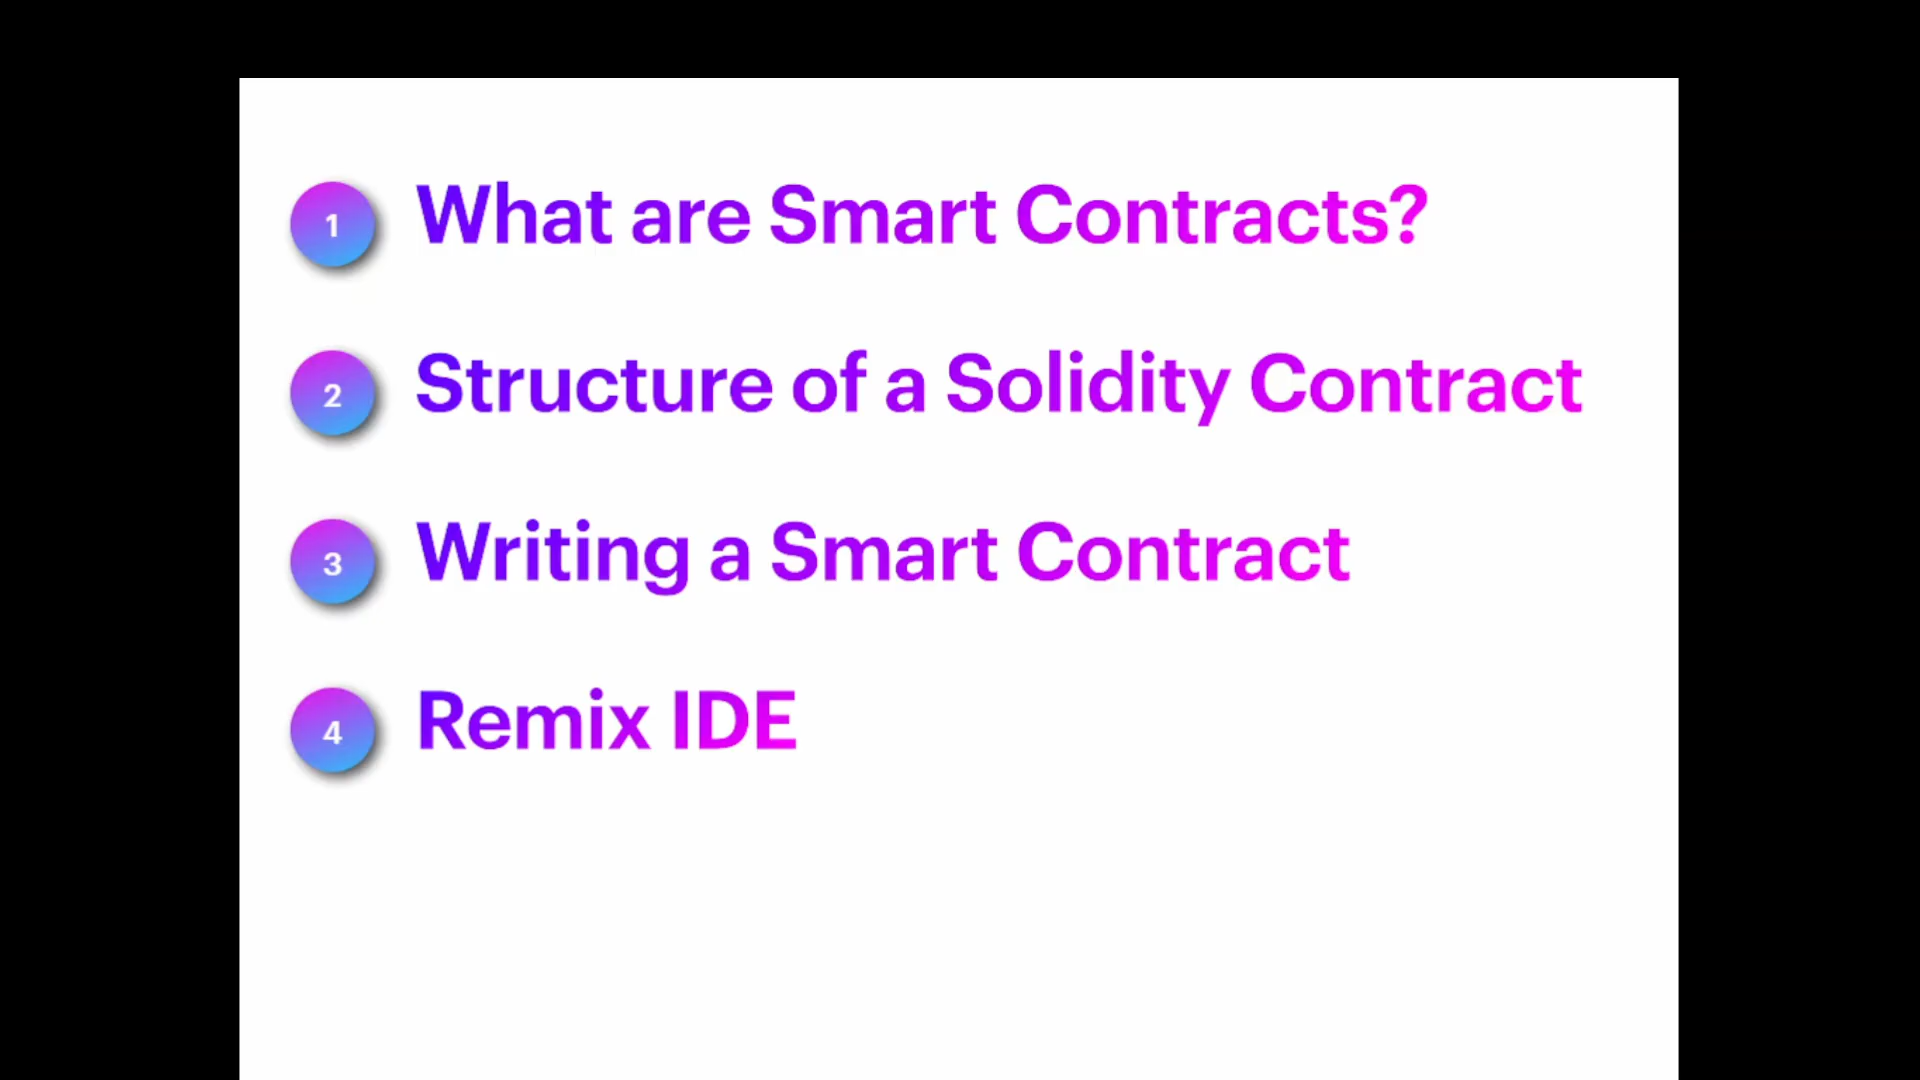 1 What are Smart Contracts?
2 Structure of a Solidity Contract
3 Writing a Smart Contract
4 Remix IDE